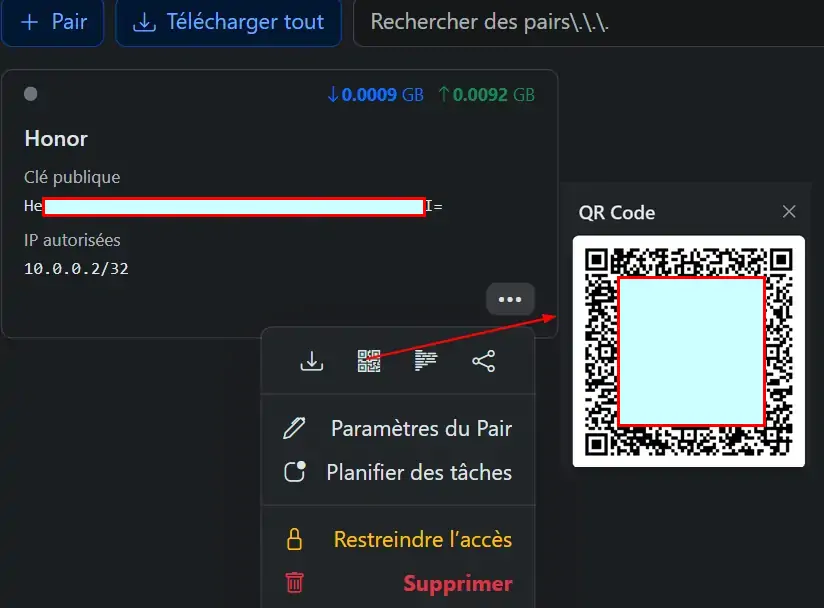 + Pair
Télécharger tout
Rechercher des pairs\.\.\.
↓0.0009 GB ↑0.0092 GB
Honor
Clé publique
He I=
IP autorisées
10.0.0.2/32
QR Code
Paramètres du Pair
Planifier des tâches
Restreindre l’accès
Supprimer